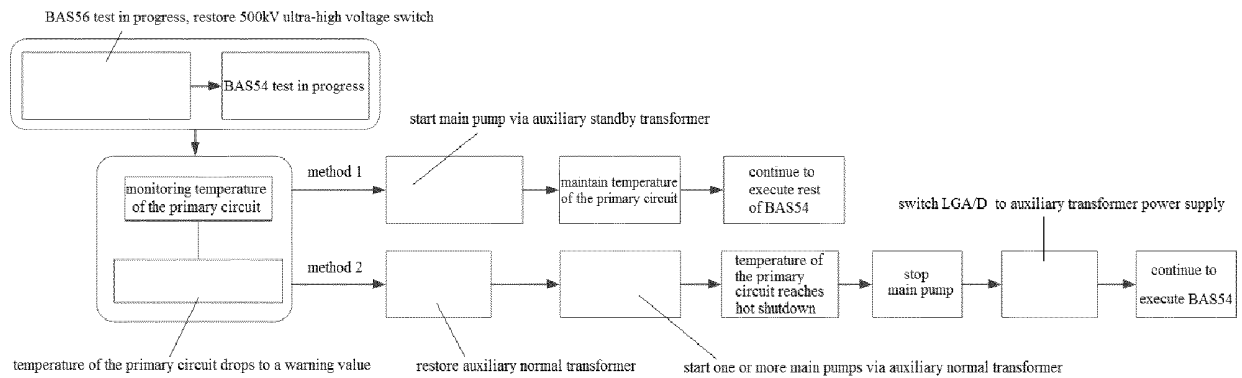 BAS56 test in progress, restore 500kV ultra-high voltage switch
BAS54 test in progress
start main pump via auxiliary standby transformer
monitoring temperature
of the primary circuit
method 1
maintain temperature
of the primary circuit
continue to
execute rest
of BAS54
switch LGA/D to auxiliary transformer power supply
method 2
temperature of
the primary
circuit reaches
hot shutdown
stop
main pump
continue to
execute BAS54
temperature of the primary circuit drops to a warning value
restore auxiliary normal transformer
start one or more main pumps via auxiliary normal transformer